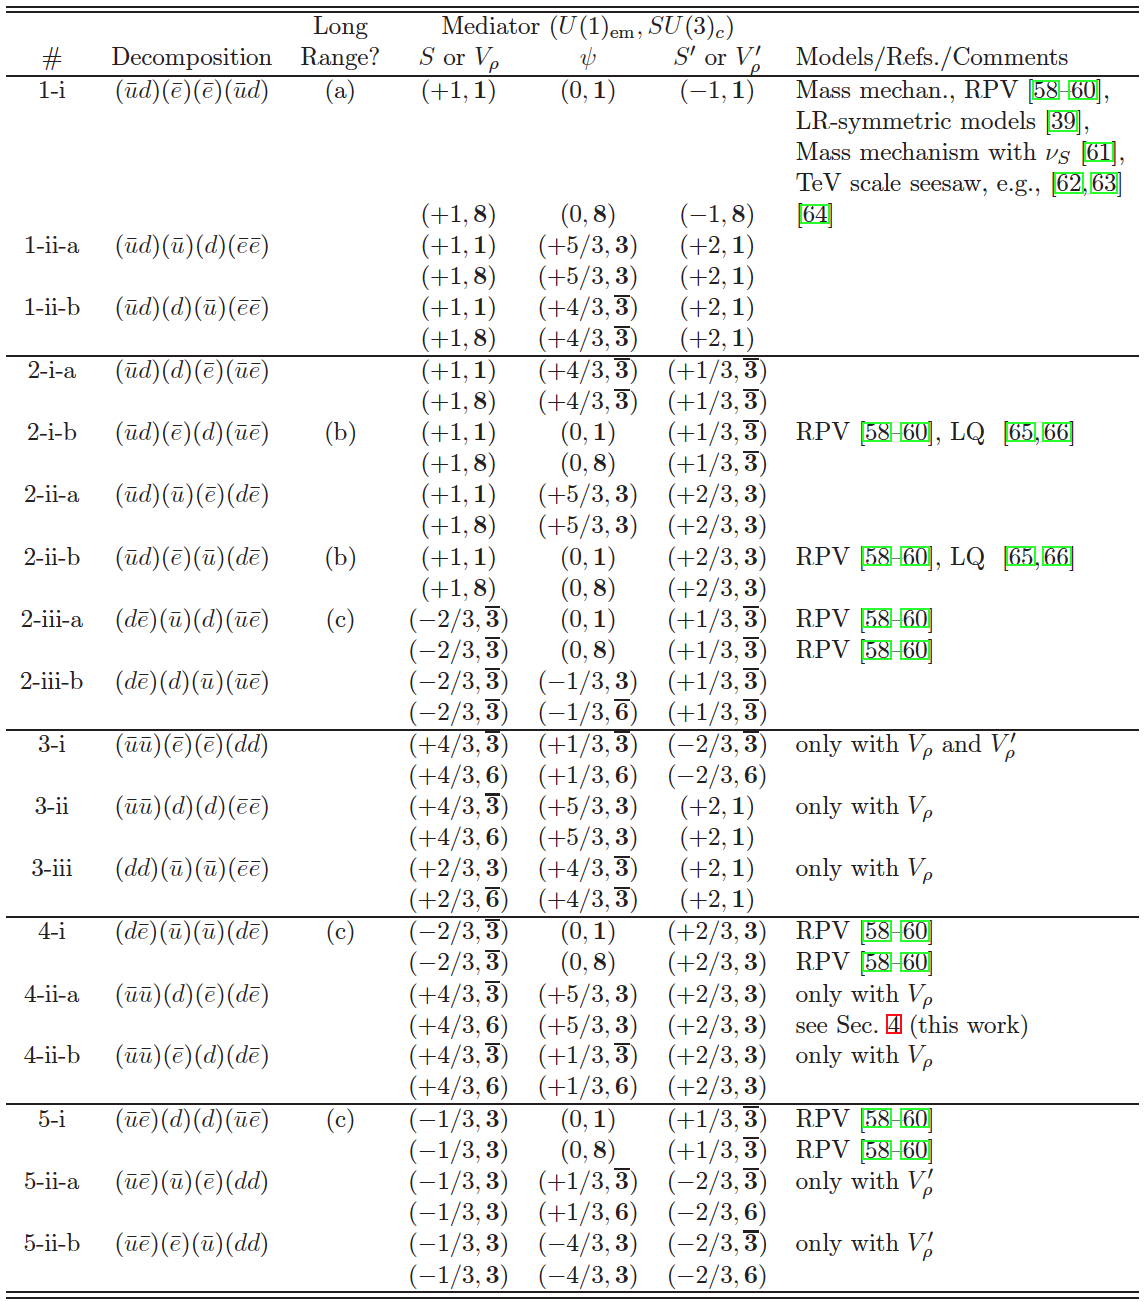 Long Mediator (U(1)em, SU(3)c)
# Decomposition Range? S or Vρ ψ S′ or V′ρ Models/Refs./Comments
1-i (ūd)(ē)(ē)(ūd) (a) (+1, 1) (0, 1) (−1, 1) Mass mechan., RPV [58–60],
LR-symmetric models [39],
Mass mechanism with νS [61],
TeV scale seesaw, e.g., [62,63]
(+1, 8) (0, 8) (−1, 8) [64]
1-ii-a (ūd)(ū)(d)(ēē) (+1, 1) (+5/3, 3) (+2, 1)
(+1, 8) (+5/3, 3) (+2, 1)
1-ii-b (ūd)(d)(ū)(ēē) (+1, 1) (+4/3, 3̄) (+2, 1)
(+1, 8) (+4/3, 3̄) (+2, 1)
2-i-a (ūd)(d)(ē)(ūē) (+1, 1) (+4/3, 3̄) (+1/3, 3̄)
(+1, 8) (+4/3, 3̄) (+1/3, 3̄)
2-i-b (ūd)(ē)(d)(ūē) (b) (+1, 1) (0, 1) (+1/3, 3̄) RPV [58–60], LQ [65,66]
(+1, 8) (0, 8) (+1/3, 3̄)
2-ii-a (ūd)(ū)(ē)(dē) (+1, 1) (+5/3, 3) (+2/3, 3)
(+1, 8) (+5/3, 3) (+2/3, 3)
2-ii-b (ūd)(ē)(ū)(dē) (b) (+1, 1) (0, 1) (+2/3, 3) RPV [58–60], LQ [65,66]
(+1, 8) (0, 8) (+2/3, 3)
2-iii-a (dē)(ū)(d)(ūē) (c) (−2/3, 3̄) (0, 1) (+1/3, 3̄) RPV [58–60]
(−2/3, 3̄) (0, 8) (+1/3, 3̄) RPV [58–60]
2-iii-b (dē)(d)(ū)(ūē) (−2/3, 3̄) (−1/3, 3) (+1/3, 3̄)
(−2/3, 3̄) (−1/3, 6̄) (+1/3, 3̄)
3-i (ūū)(ē)(ē)(dd) (+4/3, 3̄) (+1/3, 3̄) (−2/3, 3̄) only with Vρ and V′ρ
(+4/3, 6) (+1/3, 6) (−2/3, 6)
3-ii (ūū)(d)(d)(ēē) (+4/3, 3̄) (+5/3, 3) (+2, 1) only with Vρ
(+4/3, 6) (+5/3, 3) (+2, 1)
3-iii (dd)(ū)(ū)(ēē) (+2/3, 3) (+4/3, 3̄) (+2, 1) only with Vρ
(+2/3, 6̄) (+4/3, 3̄) (+2, 1)
4-i (dē)(ū)(ū)(dē) (c) (−2/3, 3̄) (0, 1) (+2/3, 3) RPV [58–60]
(−2/3, 3̄) (0, 8) (+2/3, 3) RPV [58–60]
4-ii-a (ūū)(d)(ē)(dē) (+4/3, 3̄) (+5/3, 3) (+2/3, 3) only with Vρ
(+4/3, 6) (+5/3, 3) (+2/3, 3) see Sec. 4 (this work)
4-ii-b (ūū)(ē)(d)(dē) (+4/3, 3̄) (+1/3, 3̄) (+2/3, 3) only with Vρ
(+4/3, 6) (+1/3, 6) (+2/3, 3)
5-i (ūē)(d)(d)(ūē) (c) (−1/3, 3) (0, 1) (+1/3, 3̄) RPV [58–60]
(−1/3, 3) (0, 8) (+1/3, 3̄) RPV [58–60]
5-ii-a (ūē)(ū)(ē)(dd) (−1/3, 3) (+1/3, 3̄) (−2/3, 3̄) only with V′ρ
(−1/3, 3) (+1/3, 6) (−2/3, 6)
5-ii-b (ūē)(ē)(ū)(dd) (−1/3, 3) (−4/3, 3) (−2/3, 3̄) only with V′ρ
(−1/3, 3) (−4/3, 3) (−2/3, 6)